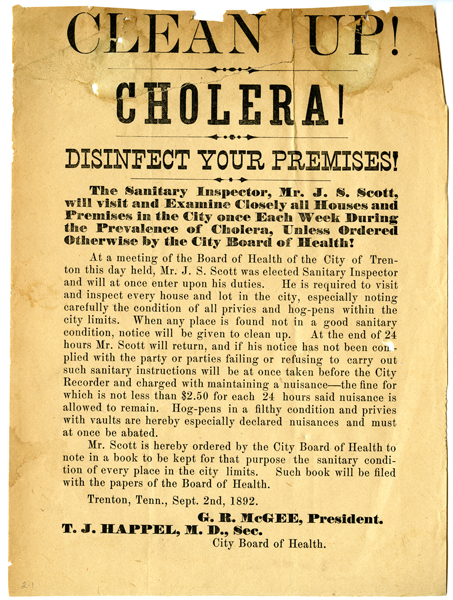 CLEAN UP!
CHOLERA!
DISINFECT YOUR PREMISES!
The Sanitary Inspector, Mr. J. S. Scott,
will visit and Examine Closely all Houses and
Premises in the City once Each Week During
the Prevalence of Cholera, Unless Ordered
Otherwise by the City Board of Health!
At a meeting of the Board of Health of the City of Tren-
ton this day held, Mr. J. S. Scott was elected Sanitary Inspector
and will at once enter upon his duties. He is required to visit
and inspect every house and lot in the city, especially noting
carefully the condition of all privies and hog-pens within the
city limits. When any place is found not in a good sanitary
condition, notice will be given to clean up. At the end of 24
hours Mr. Scott will return, and if his notice has not been com-
plied with the party or parties failing or refusing to carry out
such sanitary instructions will be at once taken before the City
Recorder and charged with maintaining a nuisance—the fine for
which is not less than $2.50 for each 24 hours said nuisance is
allowed to remain. Hog-pens in a filthy condition and privies
with vaults are hereby especially declared nuisances and must
at once be abated.
Mr. Scott is hereby ordered by the City Board of Health to
note in a book to be kept for that purpose the sanitary condi-
tion of every place in the city limits. Such book will be filed
with the papers of the Board of Health.
Trenton, Tenn., Sept. 2nd, 1892.
G. R. McGEE, President.
T. J. HAPPEL, M. D., Sec.
City Board of Health.